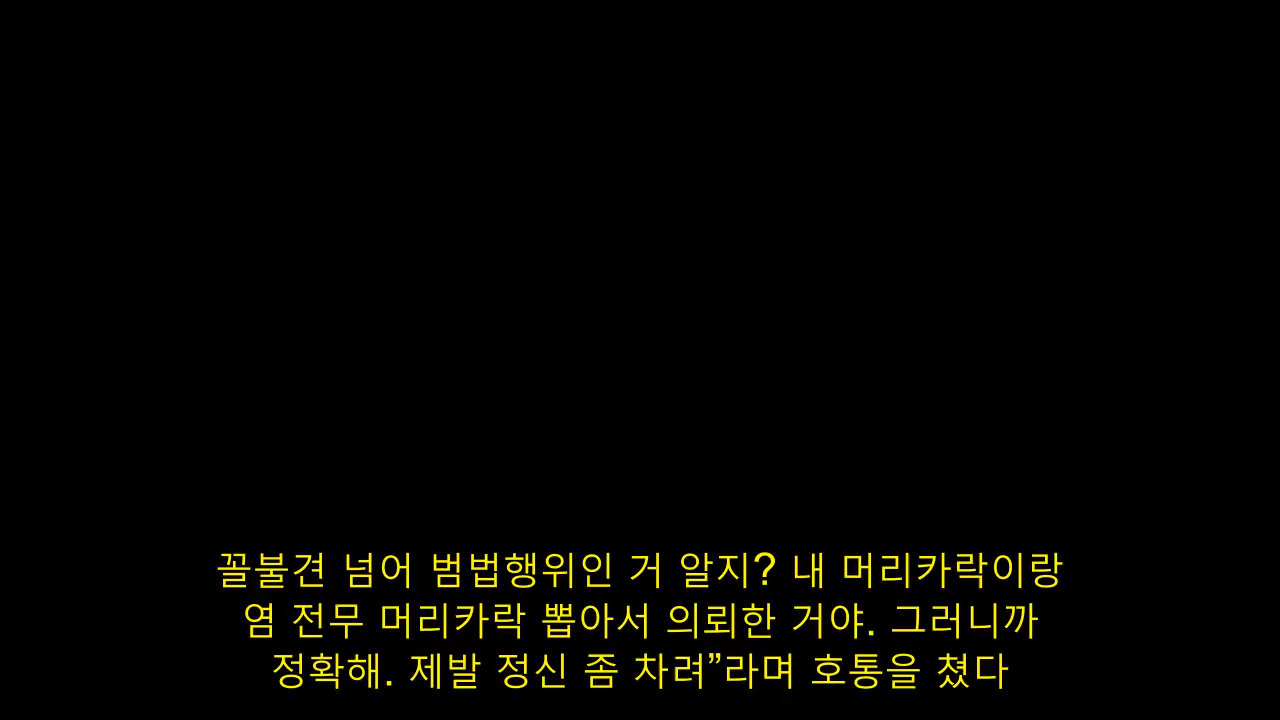 꼴불견 넘어 범법행위인 거 알지? 내 머리카락이랑
염 전무 머리카락 뽑아서 의뢰한 거야. 그러니까
정확해. 제발 정신 좀 차려”라며 호통을 쳤다